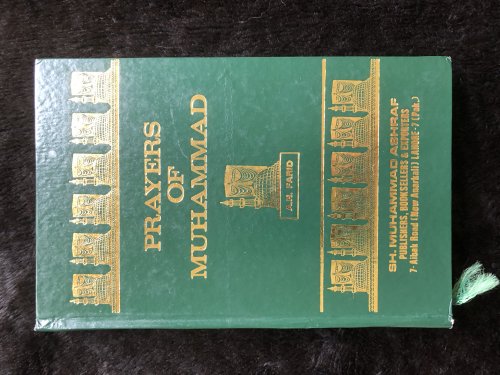 PRAYERS
OF
MUHAMMAD
A.H. FARID
SH. MUHAMMAD ASHRAF
PUBLISHERS, BOOKSELLERS & EXPORTERS
7-Aibak Road (New Anarkali) LAHORE-7 (Pak.)